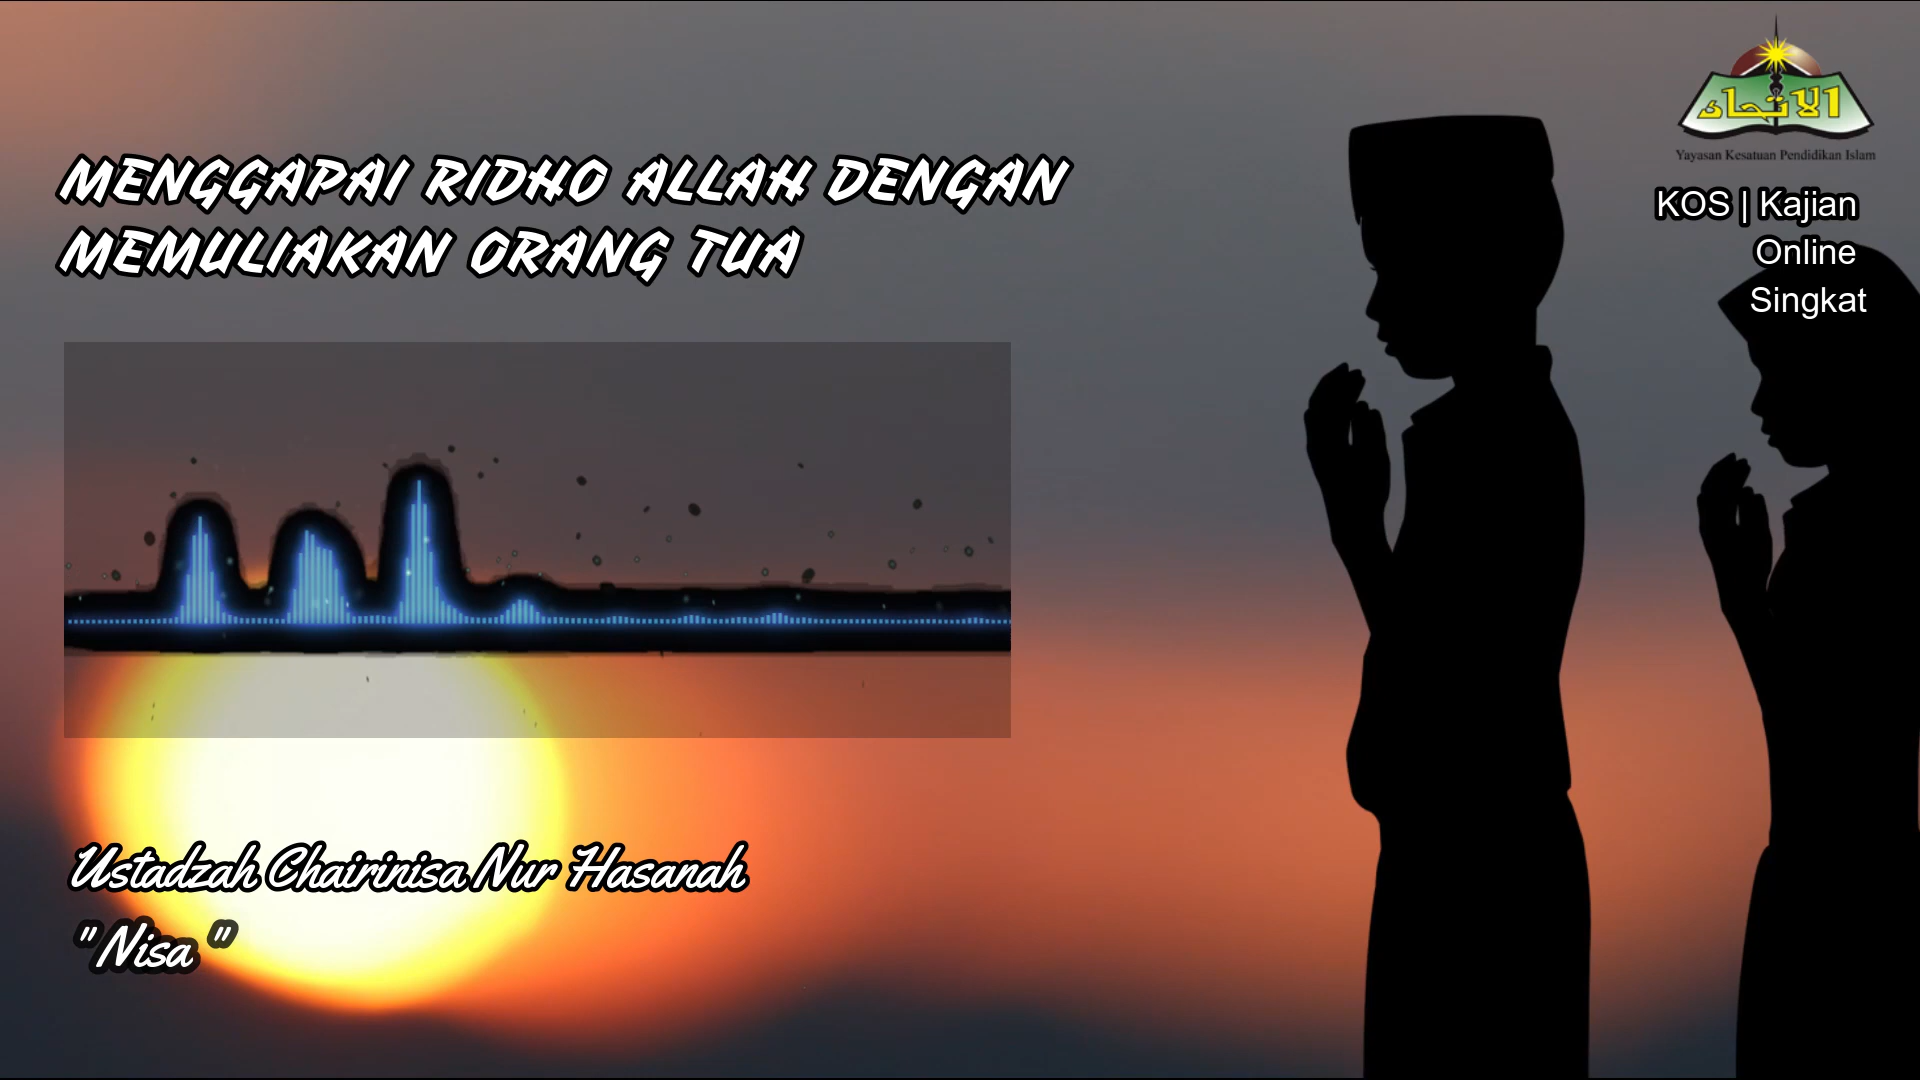 MENGGAPAI RIDHO ALLAH DENGAN
MEMULIAKAN ORANG TUA
الاتحاد
Yayasan Kesatuan Pendidikan Islam
KOS | Kajian
Online
Singkat
Ustadzah Chairinisa Nur Hasanah
" Nisa "